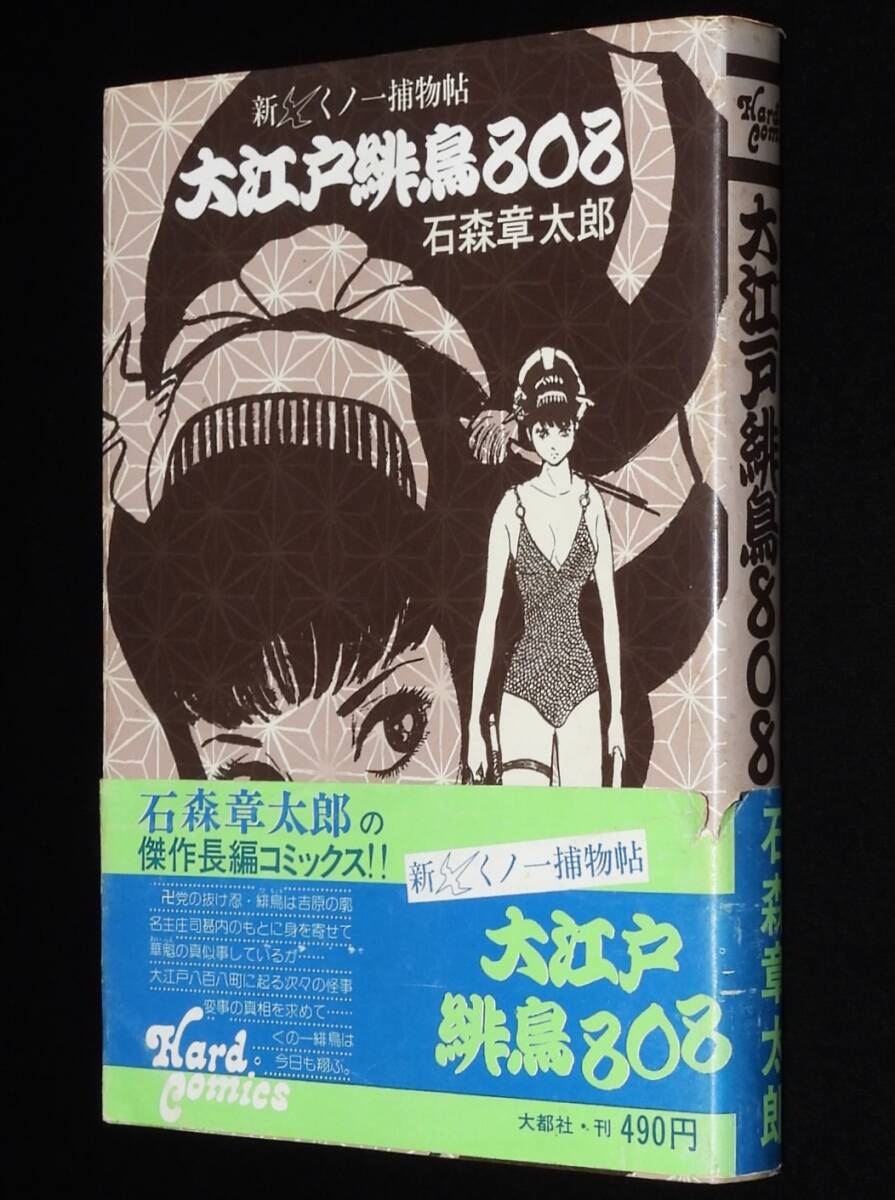 新くノ一捕物帖
大江戸緋鳥808
石森章太郎
Hard
Comi
大江戸緋鳥808
石森章太郎
石森章太郎の
傑作長編コミックス!!
卍党の抜け忍・緋鳥は吉原の廓
名主庄司甚内のもとに身を寄せて
の真似事しているが……
大江戸八百八町に起る次々の怪事
変事の真相を求めて……
くの一緋鳥は
今日も翔ぶ。
Hard
Comics
新くノ一捕物帖
大江戸
緋鳥808
大都社・刊 490円